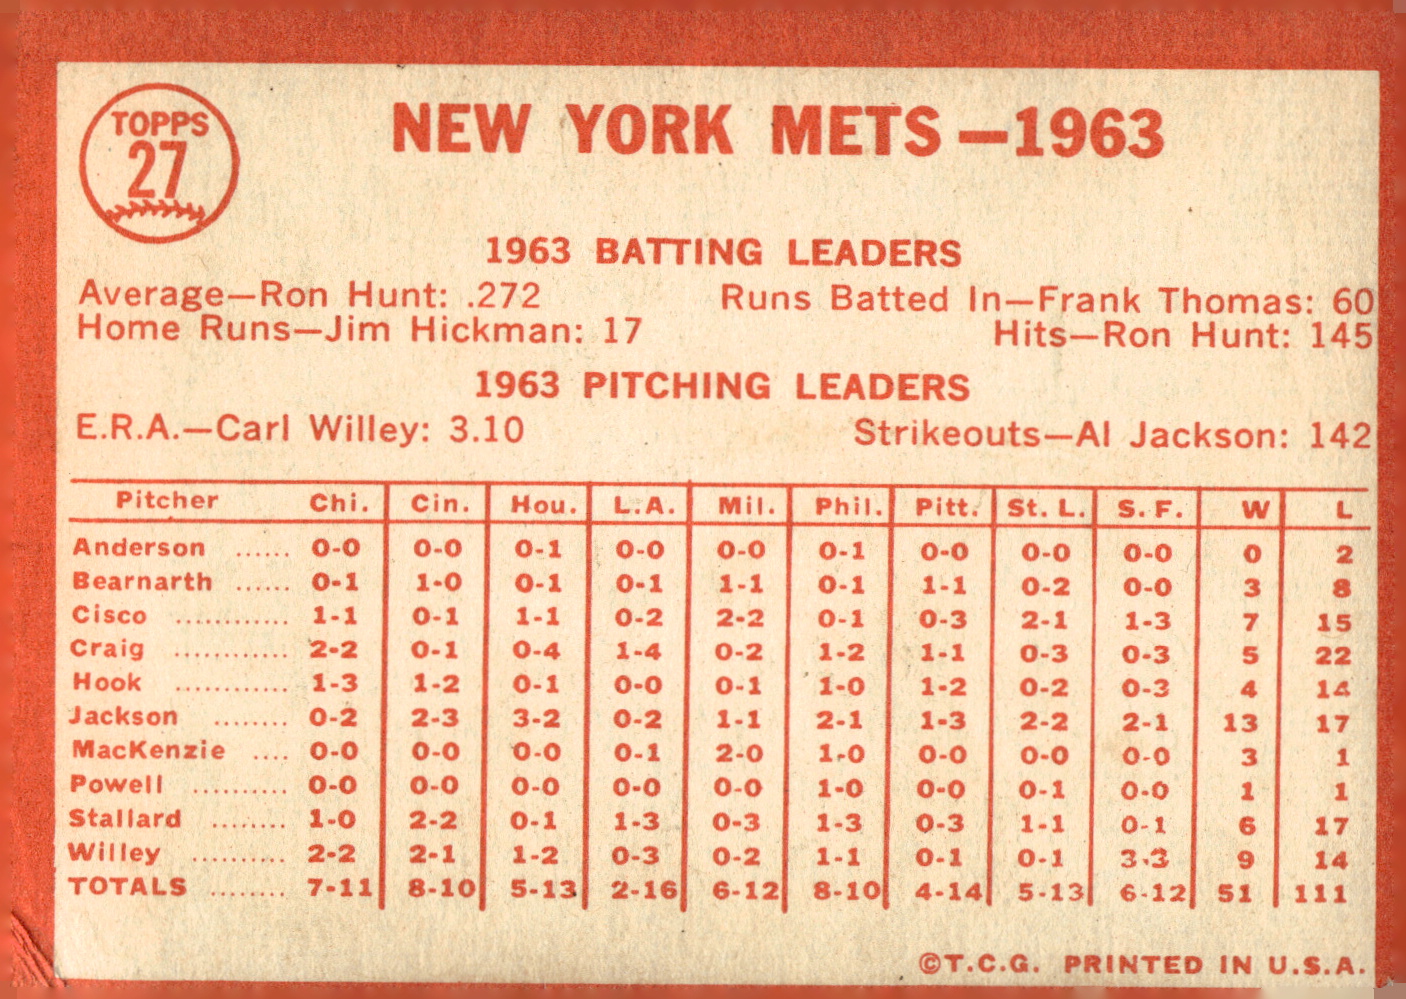 TOPPS
27
NEW YORK METS—1963
1963 BATTING LEADERS
Average—Ron Hunt: .272 Runs Batted In—Frank Thomas: 60
Home Runs—Jim Hickman: 17 Hits—Ron Hunt: 145
1963 PITCHING LEADERS
E.R.A.—Carl Willey: 3.10 Strikeouts—Al Jackson: 142
Pitcher Chi. Cin. Hou. L.A. Mil. Phil. Pitt. St. L. S. F. W L
Anderson ...... 0-0 0-0 0-1 0-0 0-0 0-1 0-0 0-0 0-0 0 2
Bearnarth ...... 0-1 1-0 0-1 0-1 1-1 0-1 1-1 0-2 0-0 3 8
Cisco ............ 1-1 0-1 1-1 0-2 2-2 0-1 0-3 2-1 1-3 7 15
Craig ............ 2-2 0-1 0-4 1-4 0-2 1-2 1-1 0-3 0-3 5 22
Hook ............ 1-3 1-2 0-1 0-0 0-1 1-0 1-2 0-2 0-3 4 14
Jackson ........ 0-2 2-3 3-2 0-2 1-1 2-1 1-3 2-2 2-1 13 17
MacKenzie .... 0-0 0-0 0-0 0-1 2-0 1-0 0-0 0-0 0-0 3 1
Powell .......... 0-0 0-0 0-0 0-0 0-0 1-0 0-0 0-1 0-0 1 1
Stallard ........ 1-0 2-2 0-1 1-3 0-3 1-3 0-3 1-1 0-1 6 17
Willey .......... 2-2 2-1 1-2 0-3 0-2 1-1 0-1 0-1 3-3 9 14
TOTALS ........ 7-11 8-10 5-13 2-16 6-12 8-10 4-14 5-13 6-12 51 111
©T.C.G. PRINTED IN U.S.A.